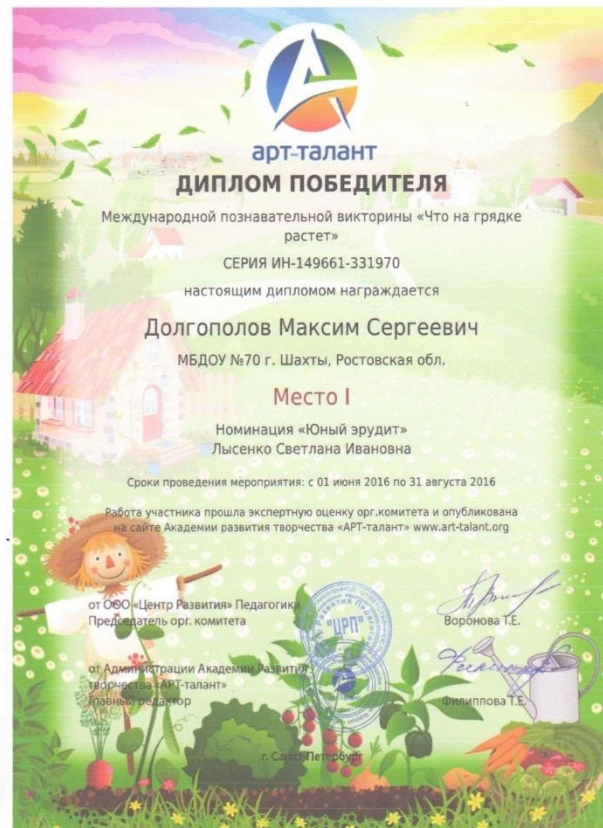 арт-талант
ДИПЛОМ ПОБЕДИТЕЛЯ
Международной познавательной викторины «Что на грядке
растет»
СЕРИЯ ИН-149661-331970
настоящим дипломом награждается
Долгополов Максим Сергеевич
МБДОУ №70 г. Шахты, Ростовская обл.
Место I
Номинация «Юный эрудит»
Лысенко Светлана Ивановна
Сроки проведения мероприятия: с 01 июня 2016 по 31 августа 2016
Работа участника прошла экспертную оценку орг.комитета и опубликована
на сайте Академии развития творчества «АРТ-талант» www.art-talant.org
от ООО «Центр Развития Педагогики
Председатель орг. комитета
"ЦРП"
Воронова Т.Е.
от Администрации Академии Развития
творчества «АРТ-талант»
Главный редактор
Филиппова Т.Е.
г. Санкт-Петербург